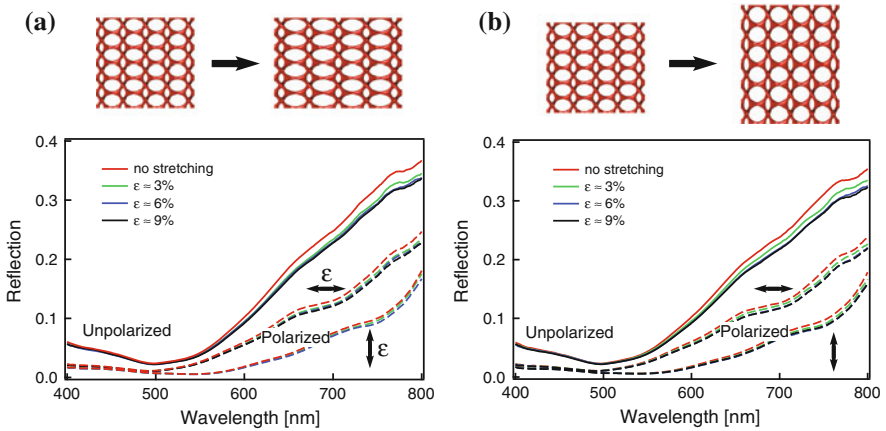 (a)
0.4
0.3
0.2
0.1
0.0
Reflection
no stretching
ε ≈ 3%
ε ≈ 6%
ε ≈ 9%
ε
Unpolarized
Polarized
ε
400 500 600 700 800
Wavelength [nm]
(b)
0.4
0.3
0.2
0.1
0.0
Reflection
no stretching
ε ≈ 3%
ε ≈ 6%
ε ≈ 9%
Unpolarized
Polarized
400 500 600 700 800
Wavelength [nm]